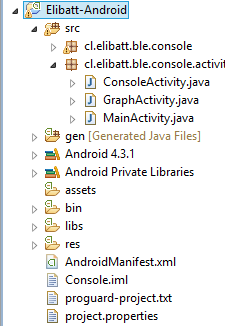 Elibatt-Android
src
cl.elibatt.ble.console
cl.elibatt.ble.console.activi
ConsoleActivity.java
GraphActivity.java
MainActivity.java
gen [Generated Java Files]
Android 4.3.1
Android Private Libraries
assets
bin
libs
res
AndroidManifest.xml
Console.iml
proguard-project.txt
project.properties